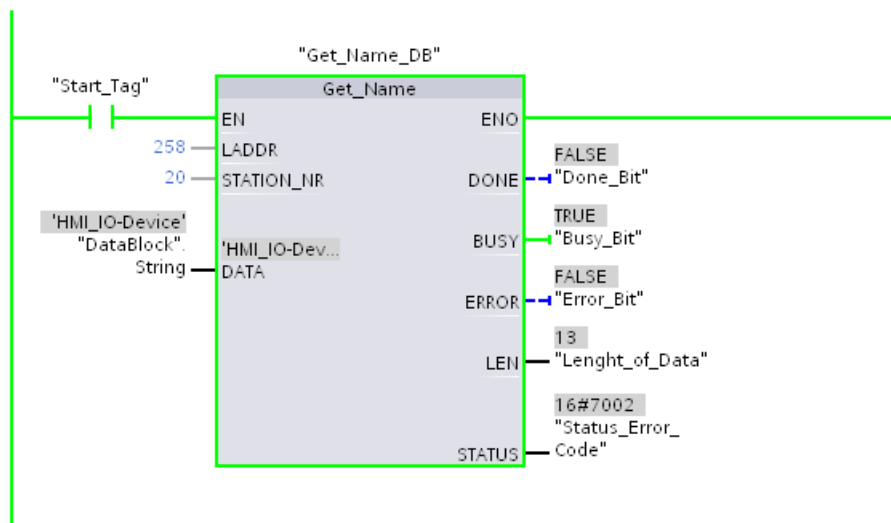 "Get_Name_DB"
"Start_Tag"
Get_Name
EN
ENO
258
LADDR
FALSE
20
STATION_NR
DONE
"Done_Bit"
TRUE
'HMI_IO-Device'
"DataBlock".
'HMI_IO-Dev...
BUSY
"Busy_Bit"
String
DATA
FALSE
ERROR
"Error_Bit"
13
LEN
"Lenght_of_Data"
16#7002
"Status_Error_
STATUS
Code"